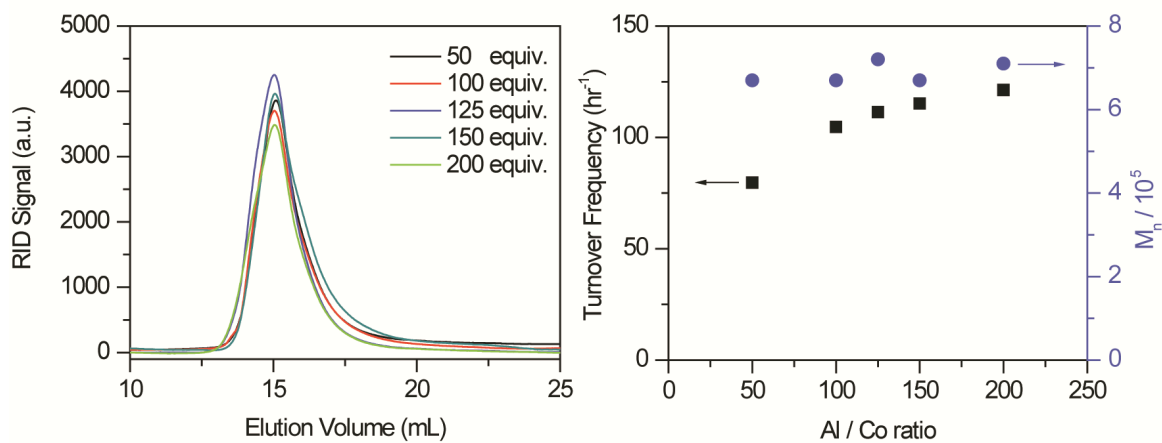 5000
4000
3000
2000
1000
0
RID Signal (a.u.)
50 equiv.
100 equiv.
125 equiv.
150 equiv.
200 equiv.
10
15
20
25
Elution Volume (mL)
150
100
50
0
Turnover Frequency (hr⁻¹)
8
6
4
2
0
Mₙ / 10⁵
0
50
100
150
200
250
Al / Co ratio